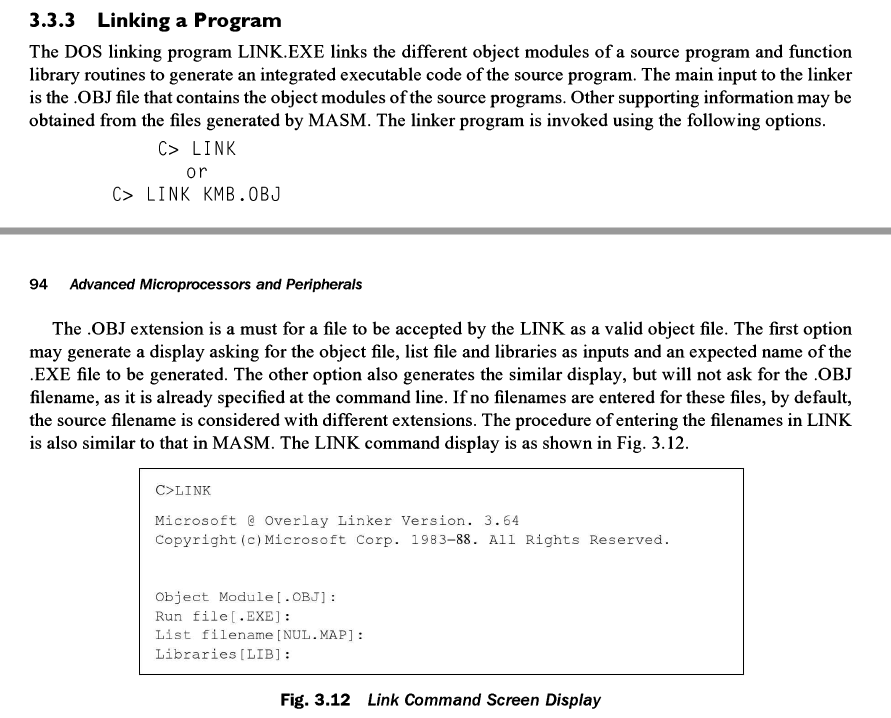 3.3.3 Linking a Program
The DOS linking program LINK.EXE links the different object modules of a source program and function
library routines to generate an integrated executable code of the source program. The main input to the linker
is the .OBJ file that contains the object modules of the source programs. Other supporting information may be
obtained from the files generated by MASM. The linker program is invoked using the following options.
C> LINK
or
C> LINK KMB.OBJ
94 Advanced Microprocessors and Peripherals
The .OBJ extension is a must for a file to be accepted by the LINK as a valid object file. The first option
may generate a display asking for the object file, list file and libraries as inputs and an expected name of the
.EXE file to be generated. The other option also generates the similar display, but will not ask for the .OBJ
filename, as it is already specified at the command line. If no filenames are entered for these files, by default,
the source filename is considered with different extensions. The procedure of entering the filenames in LINK
is also similar to that in MASM. The LINK command display is as shown in Fig. 3.12.
C>LINK
Microsoft @ Overlay Linker Version. 3.64
Copyright(c)Microsoft Corp. 1983–88. All Rights Reserved.
Object Module[.OBJ]:
Run file[.EXE]:
List filename[NUL.MAP]:
Libraries[LIB]:
Fig. 3.12 Link Command Screen Display